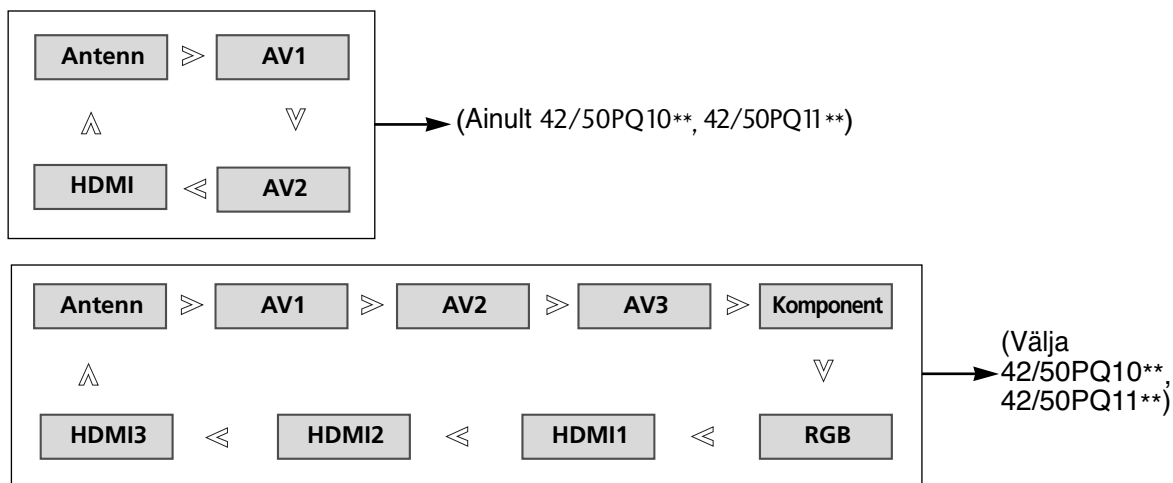 Antenn AV1
(Ainult 42/50PQ10**, 42/50PQ11**)
HDMI AV2
Antenn AV1 AV2 AV3 Komponent
(Välja
42/50PQ10**,
42/50PQ11**)
HDMI3 HDMI2 HDMI1 RGB